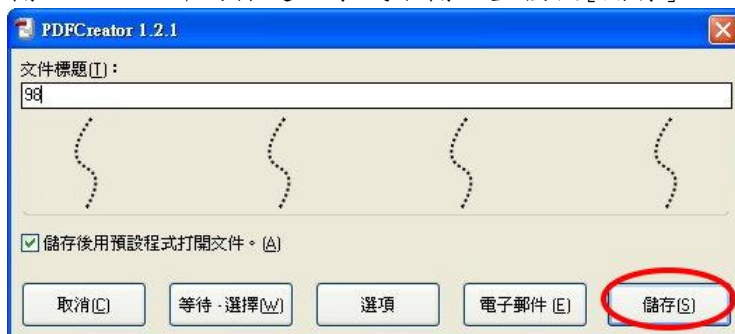 PDFCreator 1.2.1
文件標題(T)：
98
儲存後用預設程式打開文件。(A)
取消(C) 等待 - 選擇(W) 選項 電子郵件 (E) 儲存(S)